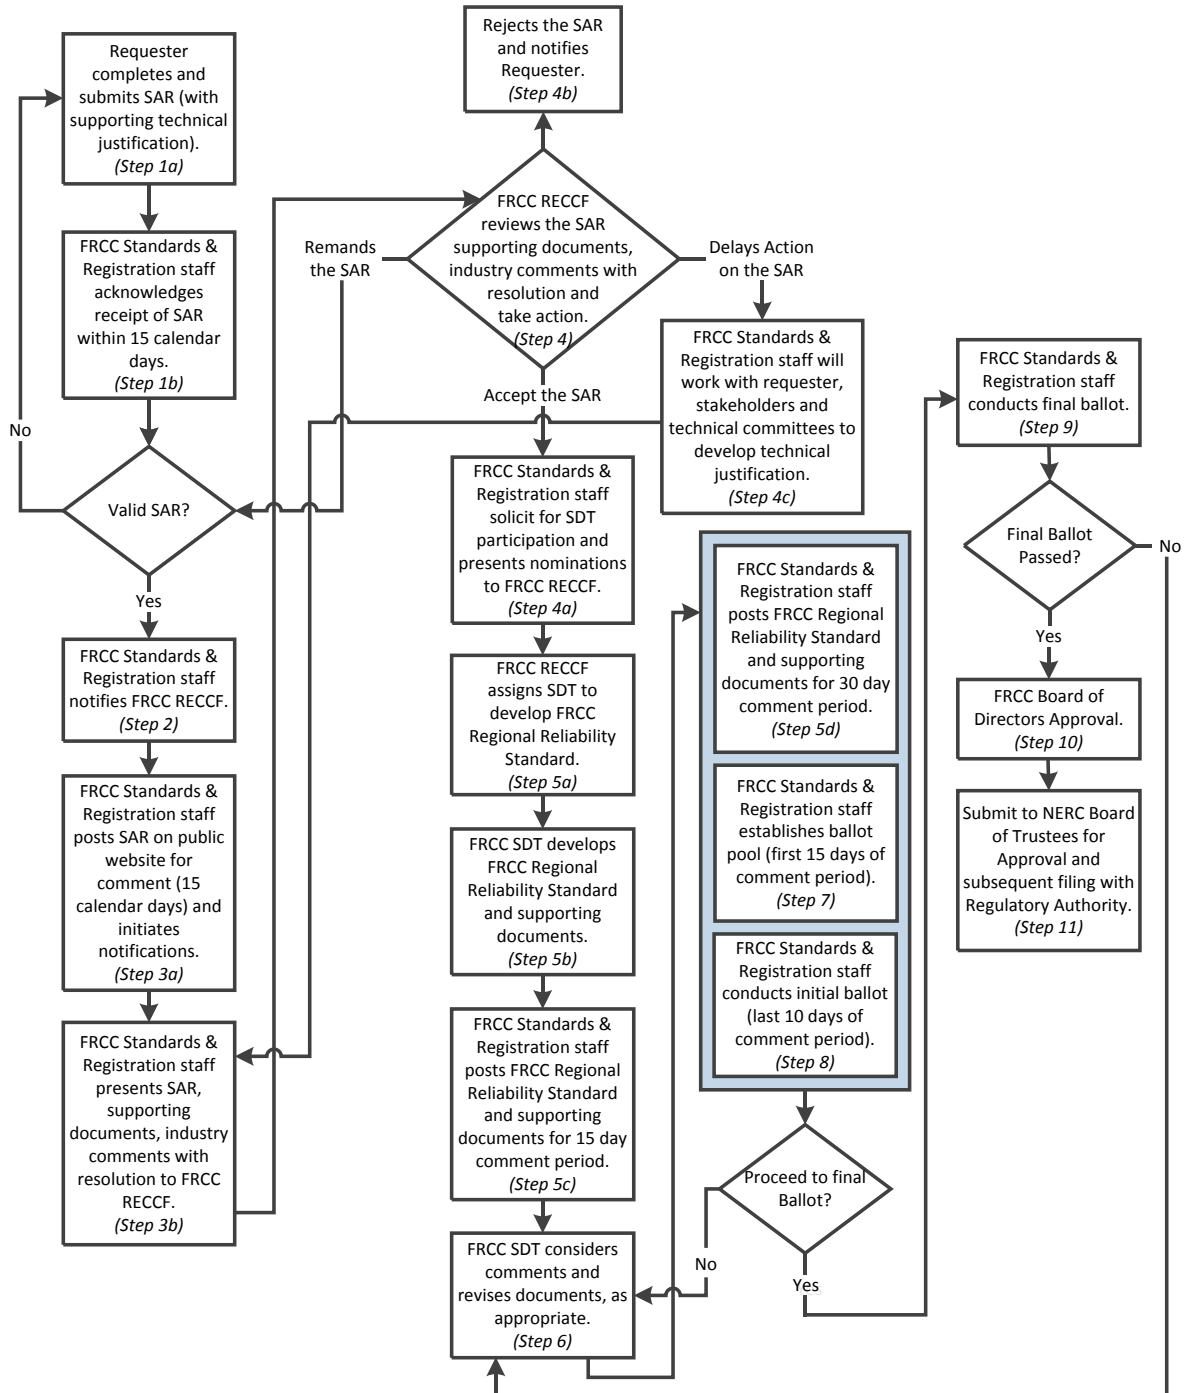 Requester
completes and
submits SAR (with
supporting technical
justification).
(Step 1a)
FRCC Standards &
Registration staff
acknowledges
receipt of SAR
within 15 calendar
days.
(Step 1b)
No
Valid SAR?
Yes
FRCC Standards &
Registration staff
notifies FRCC RECCF.
(Step 2)
FRCC Standards &
Registration staff
posts SAR on public
website for
comment (15
calendar days) and
initiates
notifications.
(Step 3a)
FRCC Standards &
Registration staff
presents SAR,
supporting
documents, industry
comments with
resolution to FRCC
RECCF.
(Step 3b)
Rejects the SAR
and notifies
Requester.
(Step 4b)
FRCC RECCF
reviews the SAR
supporting documents,
industry comments with
resolution and
take action.
(Step 4)
Remands
the SAR
Delays Action
on the SAR
Accept the SAR
FRCC Standards &
Registration staff will
work with requester,
stakeholders and
technical committees to
develop technical
justification.
(Step 4c)
FRCC Standards &
Registration staff
solicit for SDT
participation and
presents nominations
to FRCC RECCF.
(Step 4a)
FRCC RECCF
assigns SDT to
develop FRCC
Regional Reliability
Standard.
(Step 5a)
FRCC SDT develops
FRCC Regional
Reliability Standard
and supporting
documents.
(Step 5b)
FRCC Standards &
Registration staff
posts FRCC Regional
Reliability Standard
and supporting
documents for 15 day
comment period.
(Step 5c)
FRCC SDT considers
comments and
revises documents, as
appropriate.
(Step 6)
FRCC Standards &
Registration staff
posts FRCC Regional
Reliability Standard
and supporting
documents for 30 day
comment period.
(Step 5d)
FRCC Standards &
Registration staff
establishes ballot
pool (first 15 days of
comment period).
(Step 7)
FRCC Standards &
Registration staff
conducts initial ballot
(last 10 days of
comment period).
(Step 8)
Proceed to final
Ballot?
No
Yes
FRCC Standards &
Registration staff
conducts final ballot.
(Step 9)
Final Ballot
Passed?
No
Yes
FRCC Board of
Directors Approval.
(Step 10)
Submit to NERC Board
of Trustees for
Approval and
subsequent filing with
Regulatory Authority.
(Step 11)